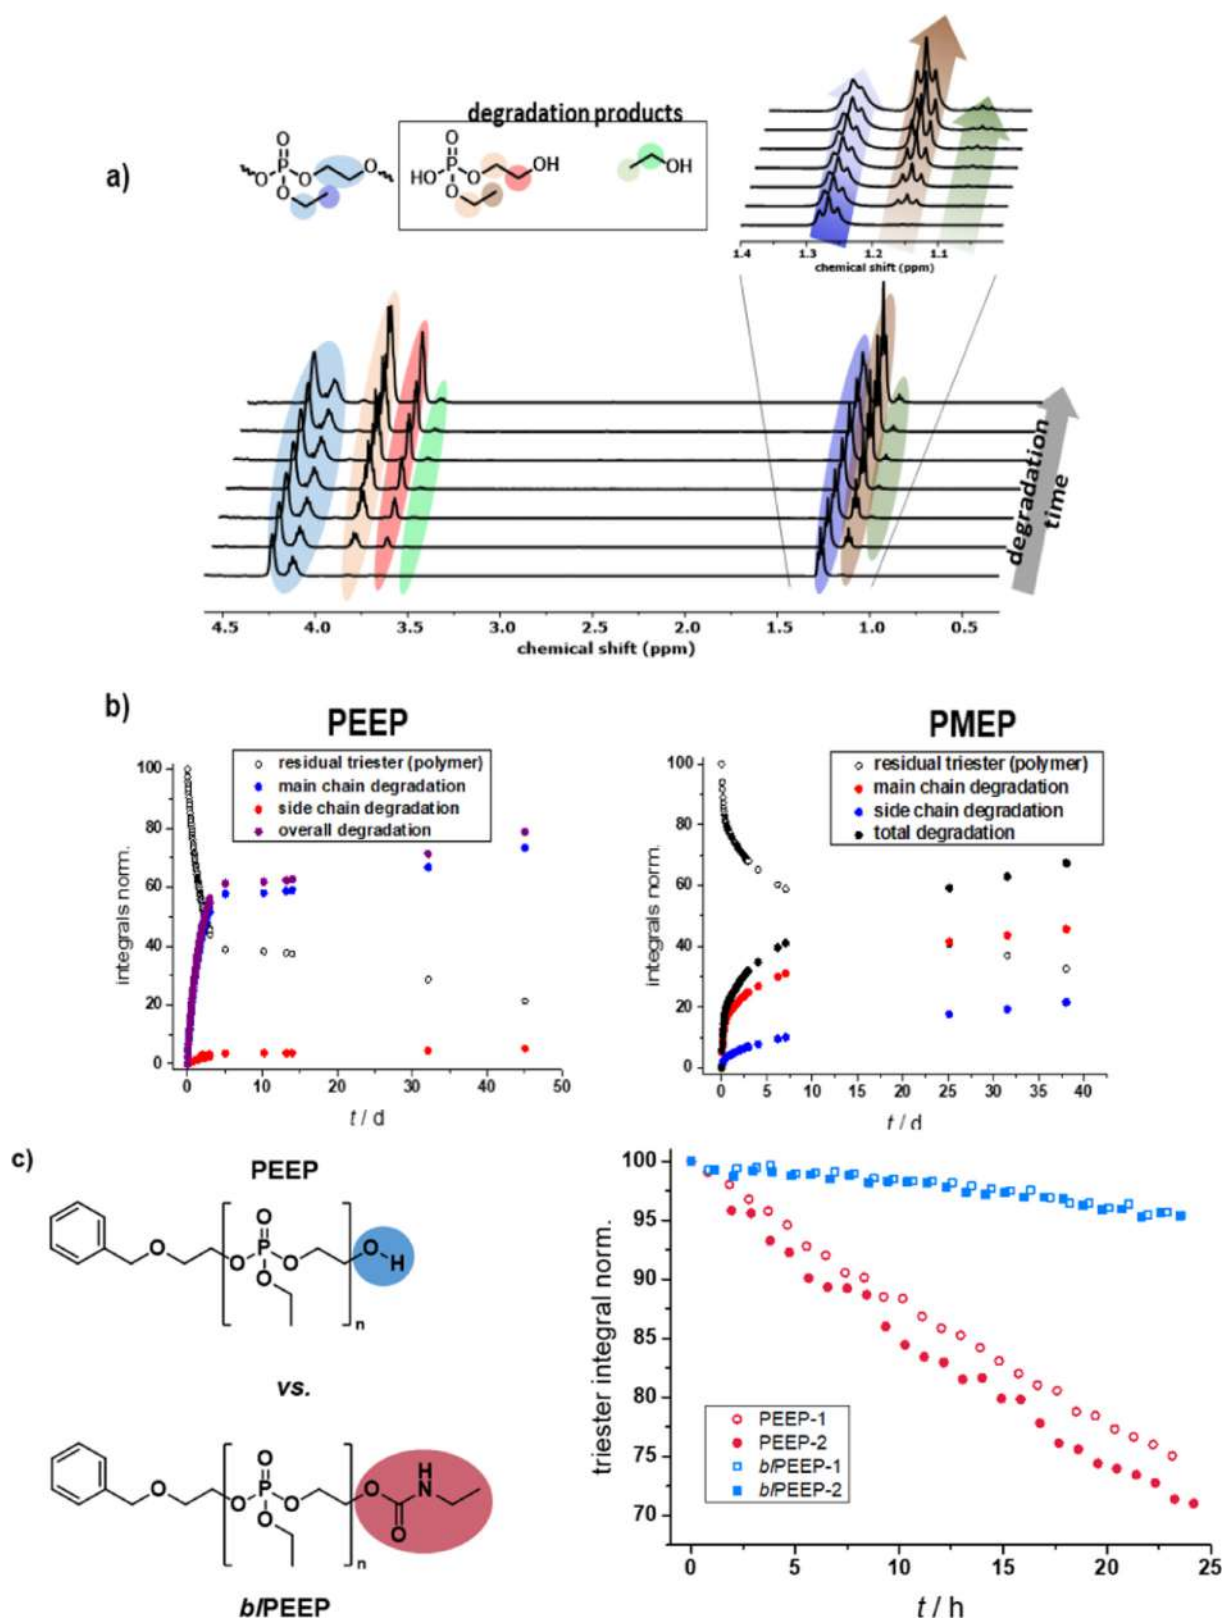 degradation products
a)
O
O P O O
O
O
HO P O OH
O
OH
1.4 1.3 1.2 1.1
chemical shift (ppm)
degradation
time
4.5 4.0 3.5 3.0 2.5 2.0 1.5 1.0 0.5
chemical shift (ppm)
b)
PEEP
residual triester (polymer)
main chain degradation
side chain degradation
overall degradation
integrals norm.
100
80
60
40
20
0
0 10 20 30 40 50
t / d
PMEP
residual triester (polymer)
main chain degradation
side chain degradation
total degradation
integrals norm.
100
80
60
40
20
0
0 5 10 15 20 25 30 35 40
t / d
c)
PEEP
O
O O P O O H
O
n
vs.
O H
O O P O O N
O O
n
blPEEP
triester integral norm.
100
95
90
85
80
75
70
PEEP-1
PEEP-2
blPEEP-1
blPEEP-2
0 5 10 15 20 25
t / h